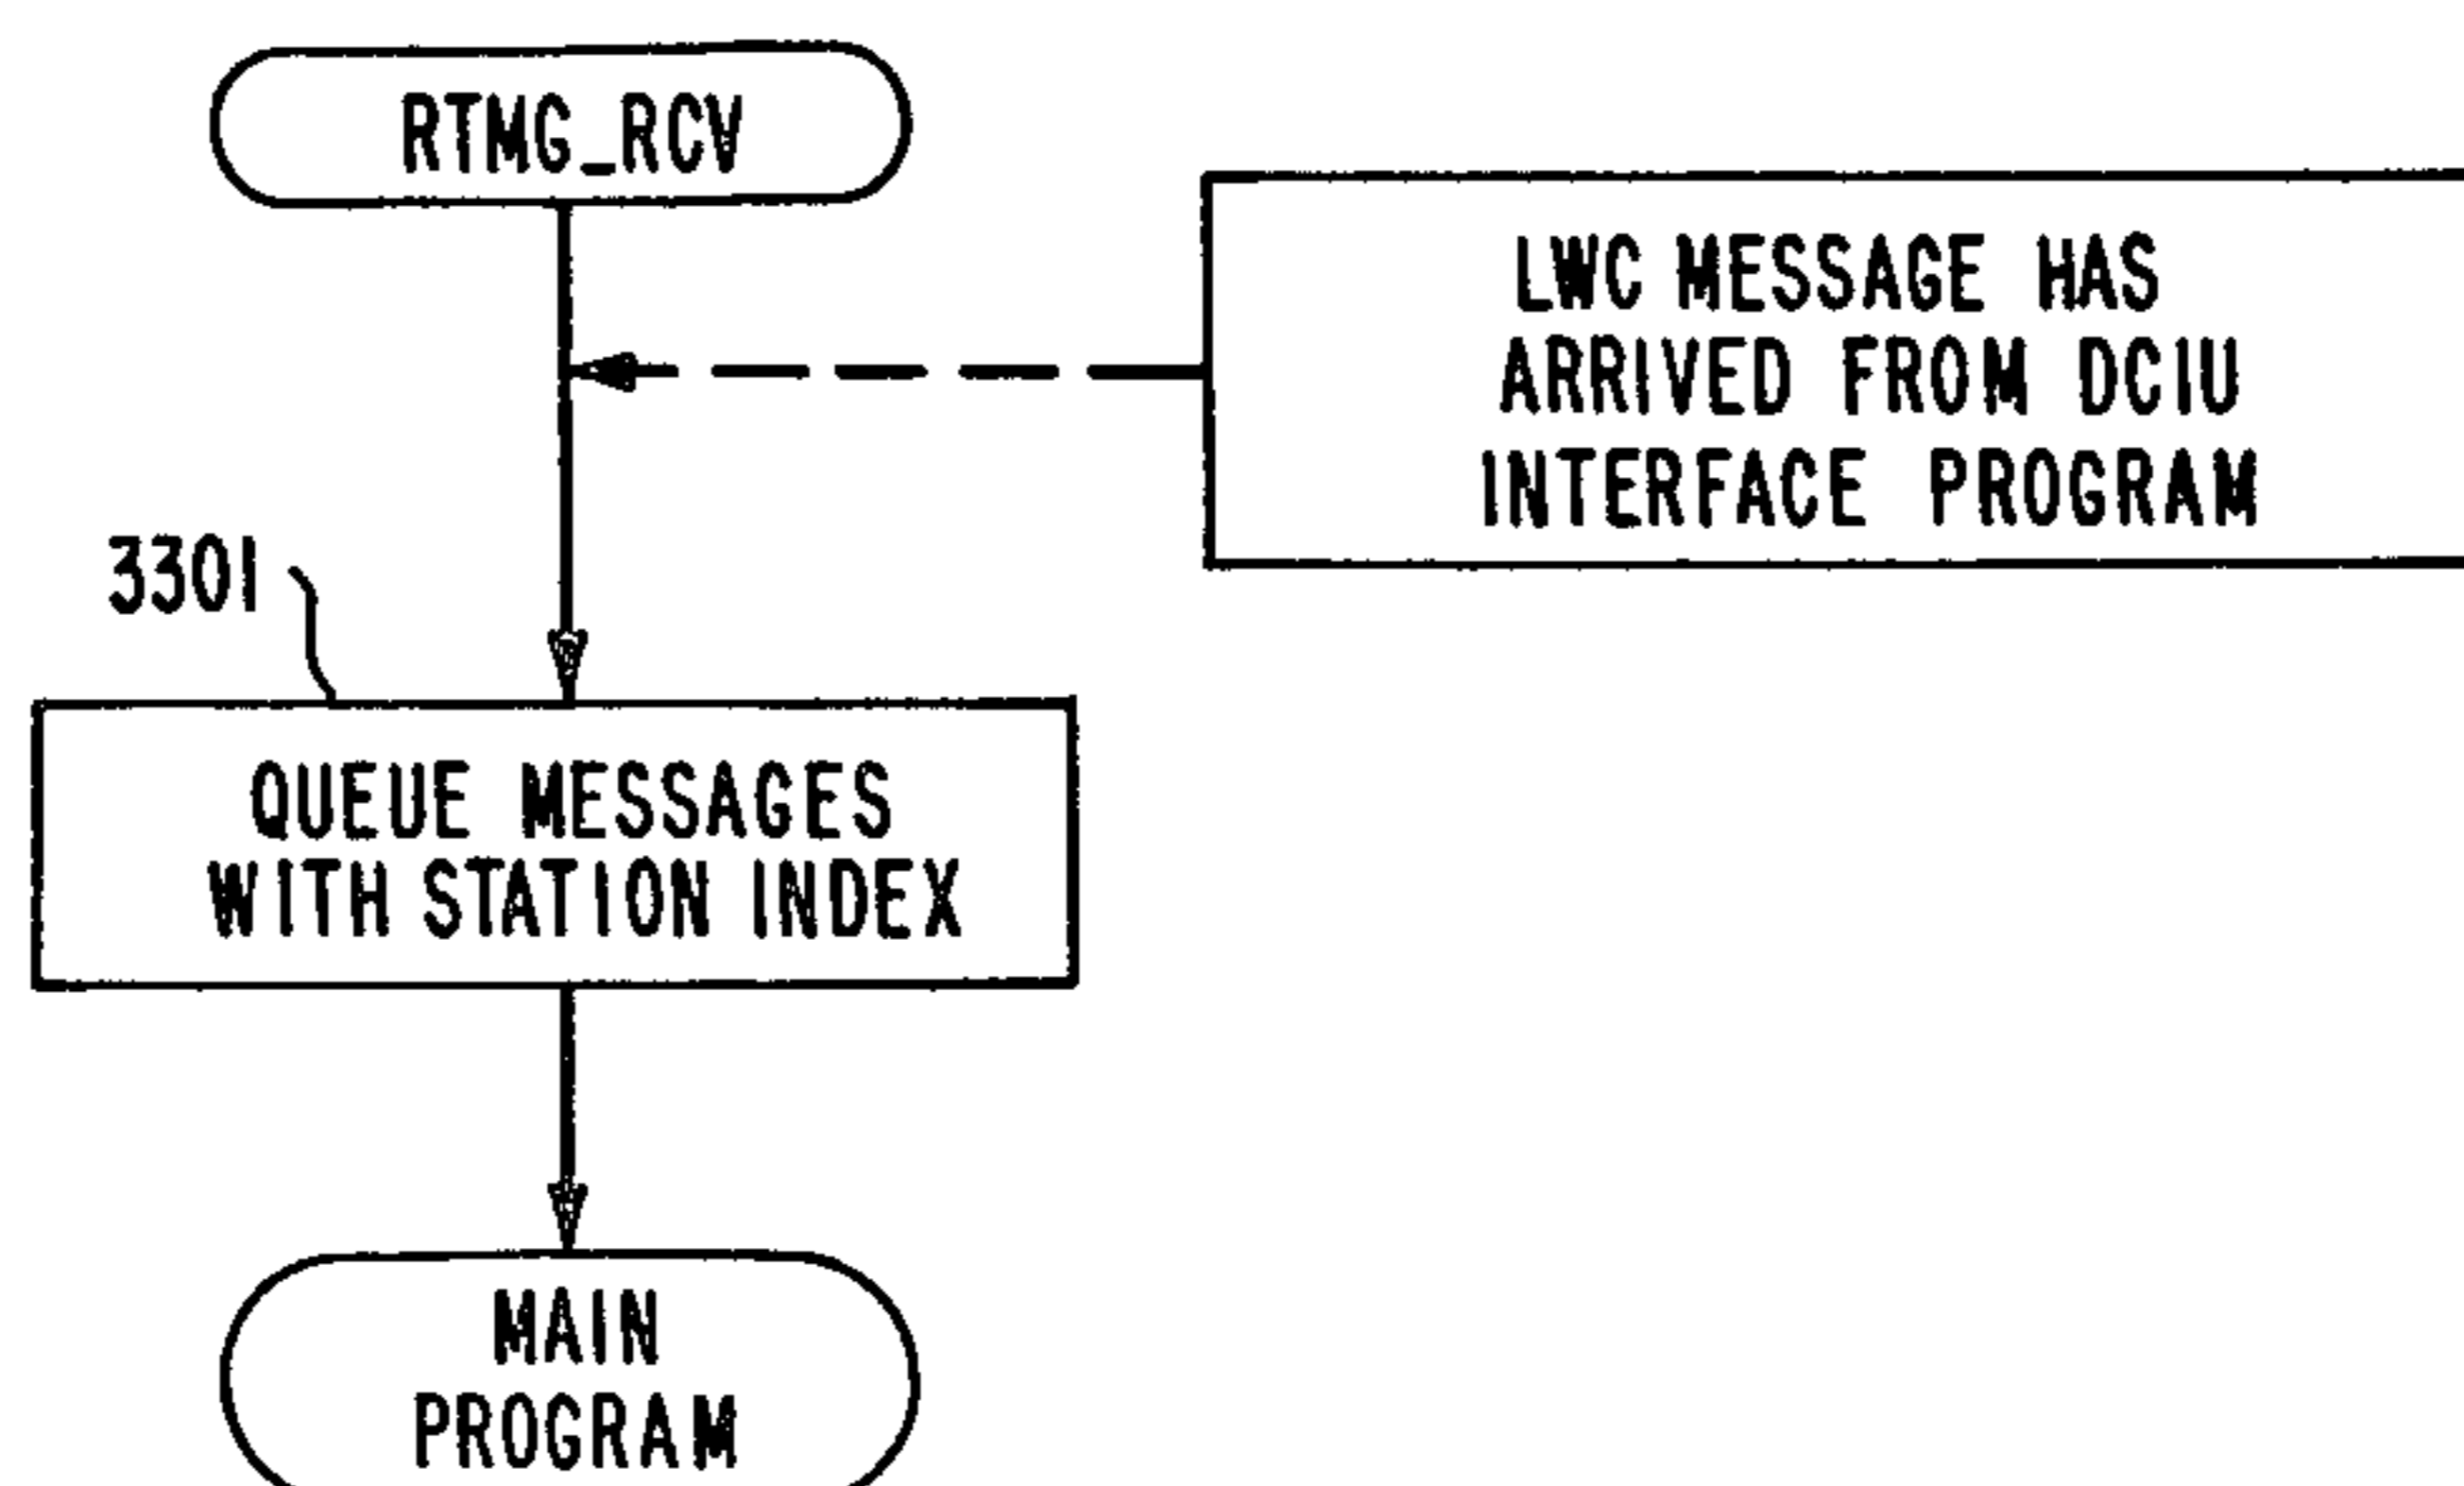 RTMG_RCV
LWC MESSAGE HAS
ARRIVED FROM DCIU
INTERFACE PROGRAM
3301
QUEUE MESSAGES
WITH STATION INDEX
MAIN
PROGRAM